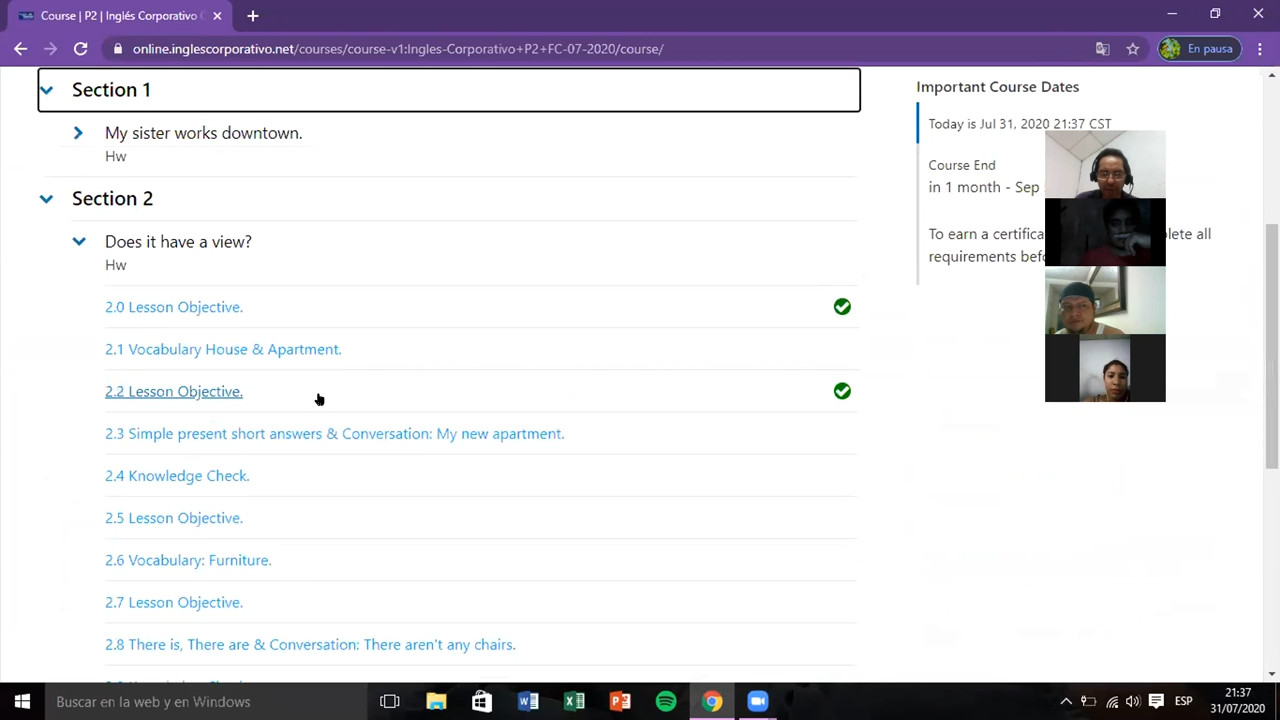 Course | P2 | Inglés Corporativo
online.inglescorporativo.net/courses/course-v1:Ingles-Corporativo+P2+FC-07-2020/course/
En pausa
Section 1
My sister works downtown.
Hw
Section 2
Does it have a view?
Hw
2.0 Lesson Objective.
2.1 Vocabulary House & Apartment.
2.2 Lesson Objective.
2.3 Simple present short answers & Conversation: My new apartment.
2.4 Knowledge Check.
2.5 Lesson Objective.
2.6 Vocabulary: Furniture.
2.7 Lesson Objective.
2.8 There is, There are & Conversation: There aren't any chairs.
Important Course Dates
Today is Jul 31, 2020 21:37 CST
Course End
in 1 month - Sep
To earn a certifica plete all
requirements befo
Buscar en la web y en Windows
ESP
21:37
31/07/2020